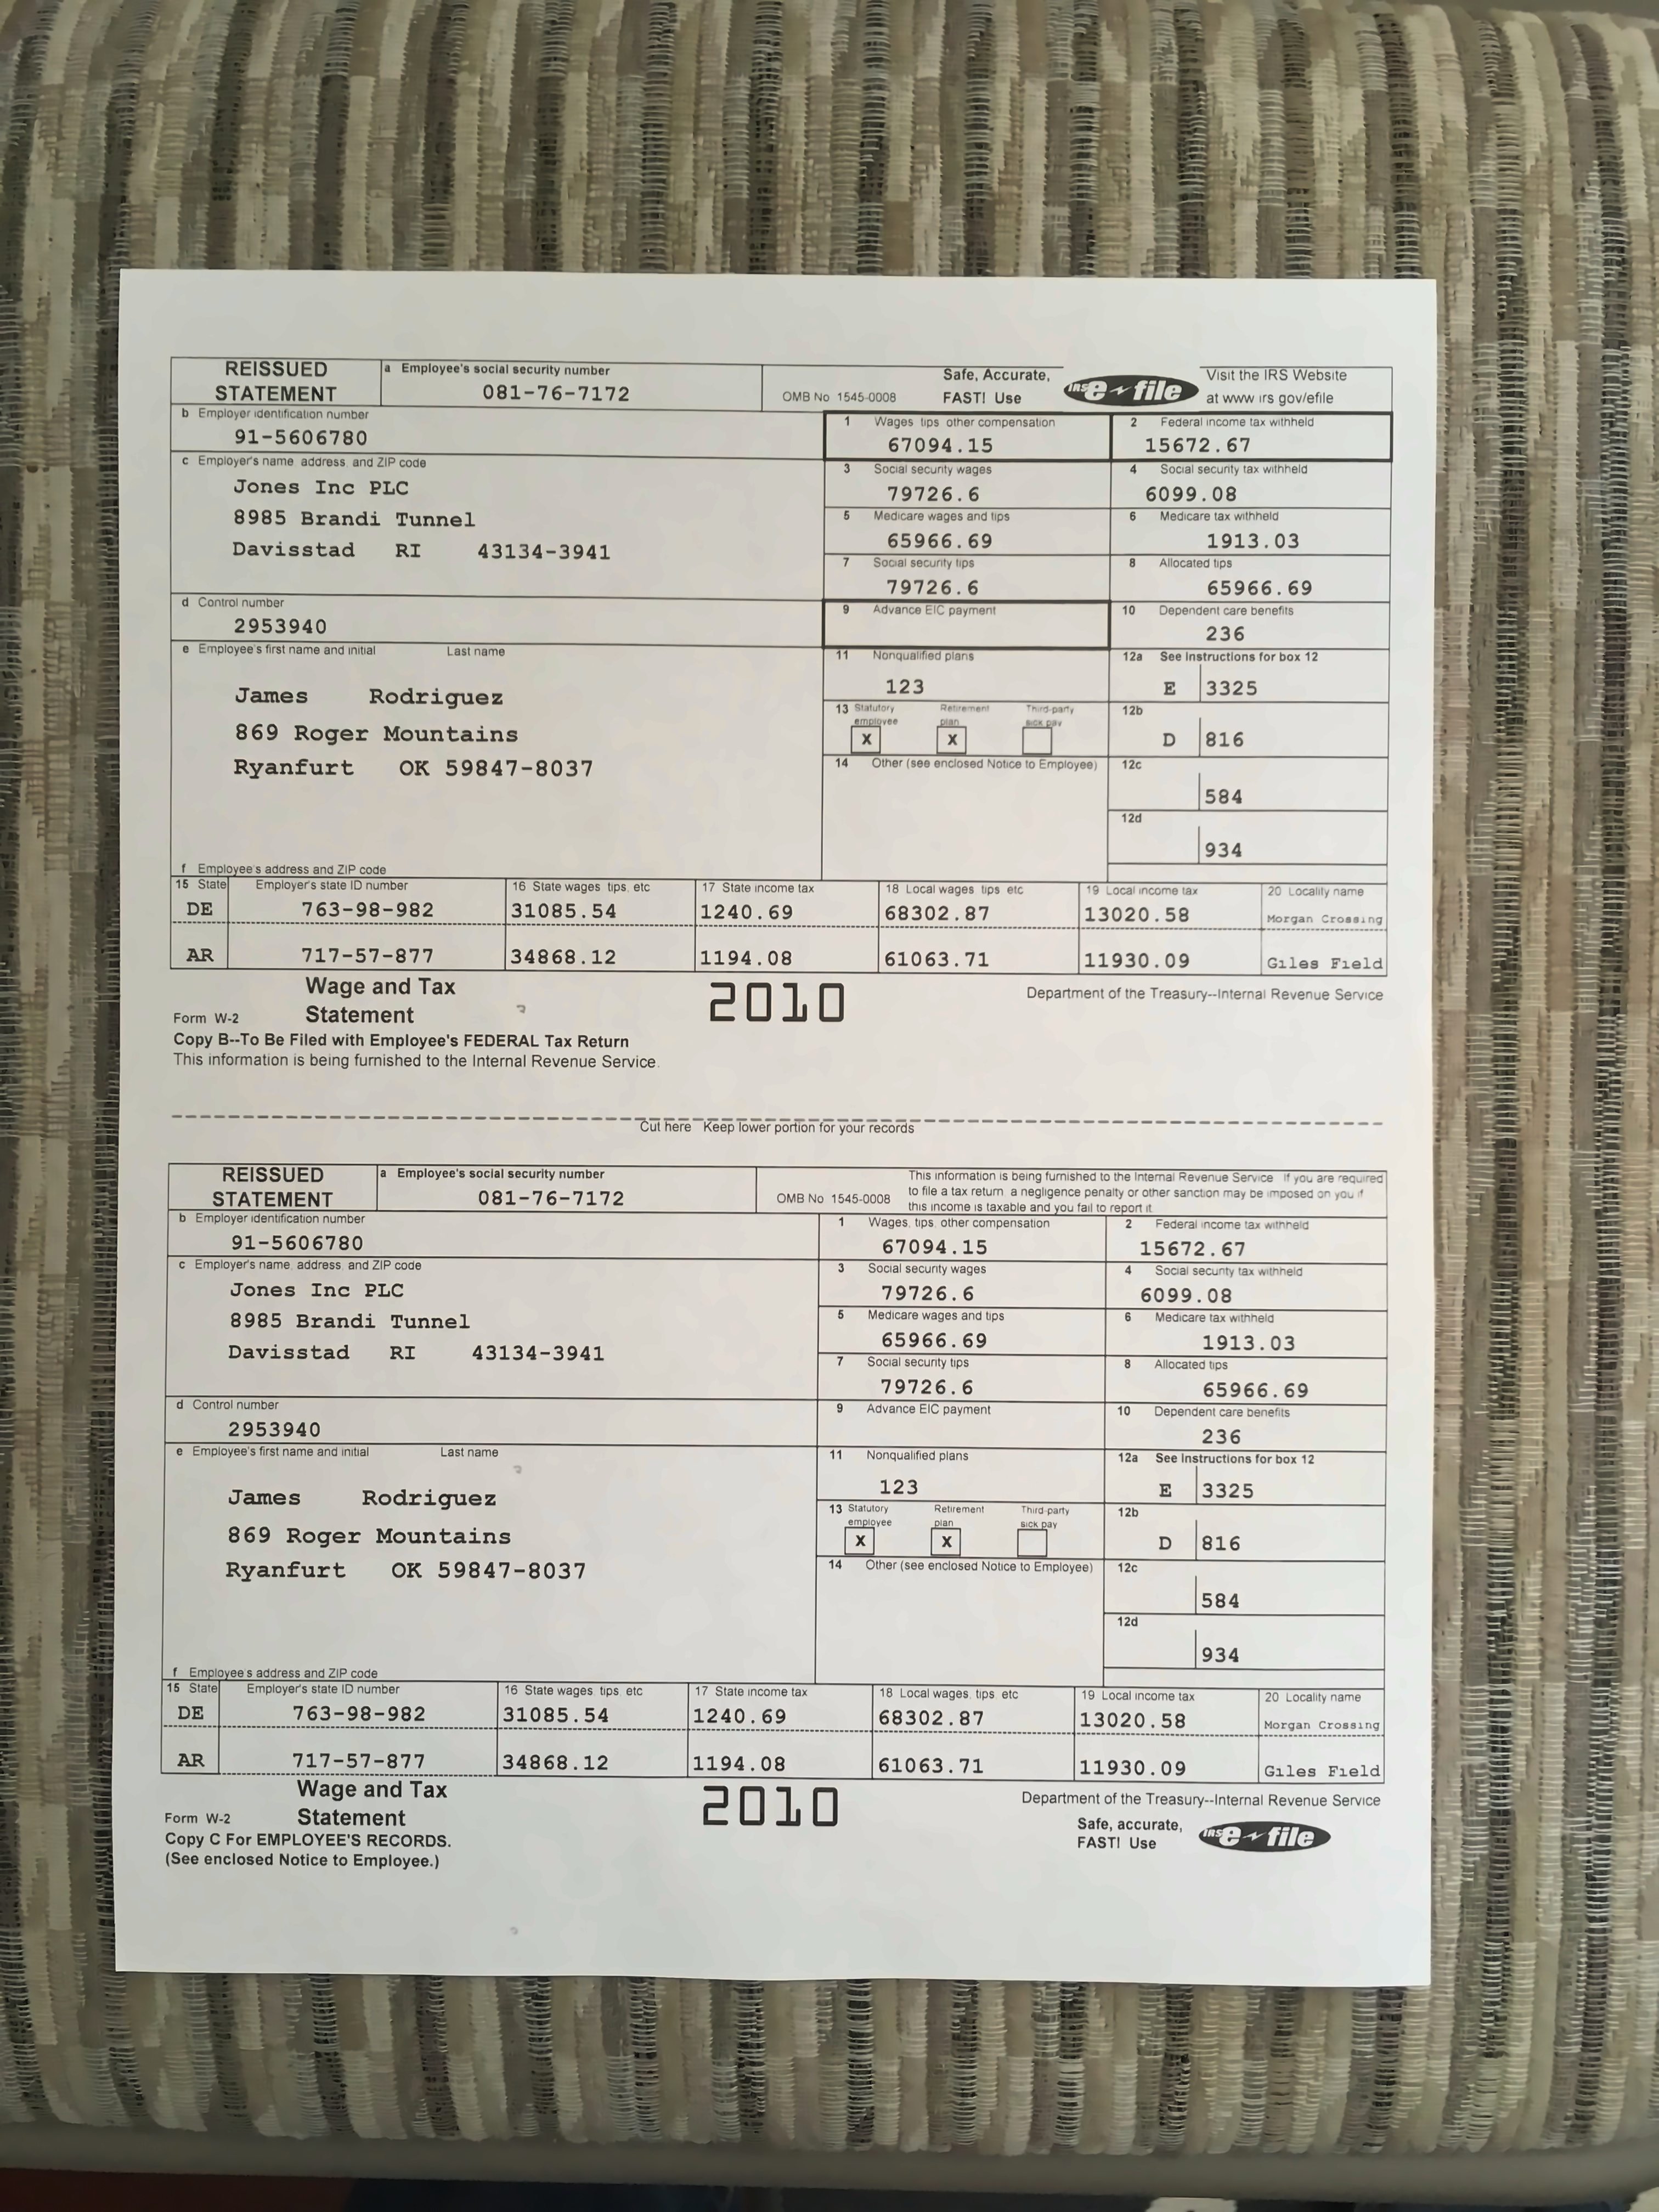 REISSUED STATEMENT
a Employee's social security number
081-76-7172
OMB No 1545-0008
Safe, Accurate,
FAST! Use
IRS e-file
Visit the IRS Website
at www irs gov/efile
b Employer identification number
91-5606780
1 Wages tips other compensation
67094.15
2 Federal income tax withheld
15672.67
c Employer's name address, and ZIP code
Jones Inc PLC
8985 Brandi Tunnel
Davisstad RI 43134-3941
3 Social security wages
79726.6
4 Social security tax withheld
6099.08
5 Medicare wages and tips
65966.69
6 Medicare tax withheld
1913.03
7 Social security tips
79726.6
8 Allocated tips
65966.69
d Control number
2953940
9 Advance EIC payment
10 Dependent care benefits
236
e Employee's first name and initial Last name
James Rodriguez
869 Roger Mountains
Ryanfurt OK 59847-8037
f Employee's address and ZIP code
11 Nonqualified plans
123
12a See instructions for box 12
E 3325
13 Statutory employee Retirement plan Third-party sick pay
X X
12b
D 816
14 Other (see enclosed Notice to Employee)
12c
584
12d
934
15 State Employer's state ID number 16 State wages tips, etc 17 State income tax 18 Local wages tips etc 19 Local income tax 20 Locality name
DE 763-98-982 31085.54 1240.69 68302.87 13020.58 Morgan Crossing
AR 717-57-877 34868.12 1194.08 61063.71 11930.09 Giles Field
Form W-2
Wage and Tax
Statement
2010
Department of the Treasury--Internal Revenue Service
Copy B--To Be Filed with Employee's FEDERAL Tax Return
This information is being furnished to the Internal Revenue Service.
Cut here Keep lower portion for your records
REISSUED STATEMENT
a Employee's social security number
081-76-7172
OMB No 1545-0008
This information is being furnished to the Internal Revenue Service If you are required
to file a tax return a negligence penalty or other sanction may be imposed on you if
this income is taxable and you fail to report it
b Employer identification number
91-5606780
1 Wages, tips, other compensation
67094.15
2 Federal income tax withheld
15672.67
c Employer's name address, and ZIP code
Jones Inc PLC
8985 Brandi Tunnel
Davisstad RI 43134-3941
3 Social security wages
79726.6
4 Social security tax withheld
6099.08
5 Medicare wages and tips
65966.69
6 Medicare tax withheld
1913.03
7 Social security tips
79726.6
8 Allocated tips
65966.69
d Control number
2953940
9 Advance EIC payment
10 Dependent care benefits
236
e Employee's first name and initial Last name
James Rodriguez
869 Roger Mountains
Ryanfurt OK 59847-8037
f Employee's address and ZIP code
11 Nonqualified plans
123
12a See instructions for box 12
E 3325
13 Statutory employee Retirement plan Third-party sick pay
X X
12b
D 816
14 Other (see enclosed Notice to Employee)
12c
584
12d
934
15 State Employer's state ID number 16 State wages, tips, etc 17 State income tax 18 Local wages, tips, etc 19 Local income tax 20 Locality name
DE 763-98-982 31085.54 1240.69 68302.87 13020.58 Morgan Crossing
AR 717-57-877 34868.12 1194.08 61063.71 11930.09 Giles Field
Form W-2
Wage and Tax
Statement
2010
Department of the Treasury--Internal Revenue Service
Copy C For EMPLOYEE'S RECORDS.
(See enclosed Notice to Employee.)
Safe, accurate,
FAST! Use
IRS e-file